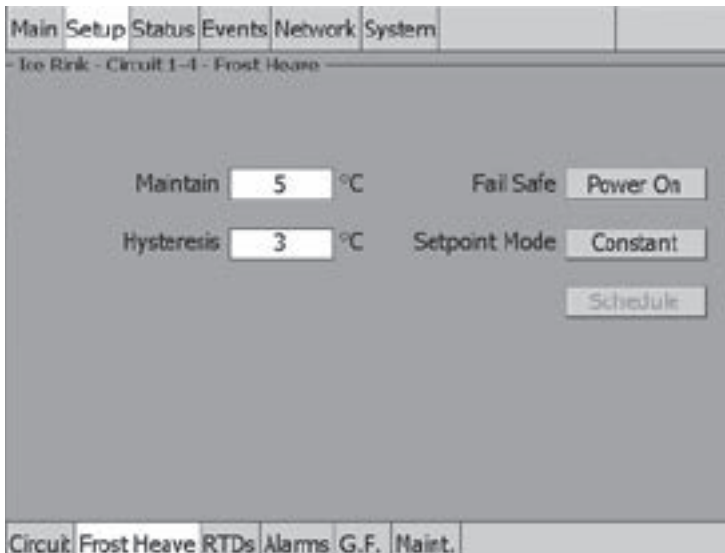 Main Setup Status Events Network System
Ice Rink - Circuit 1-4 - Frost Heave
Maintain 5 °C Fail Safe Power On
Hysteresis 3 °C Setpoint Mode Constant
Schedule
Circuit Frost Heave RTDs Alarms G.F. Maint.